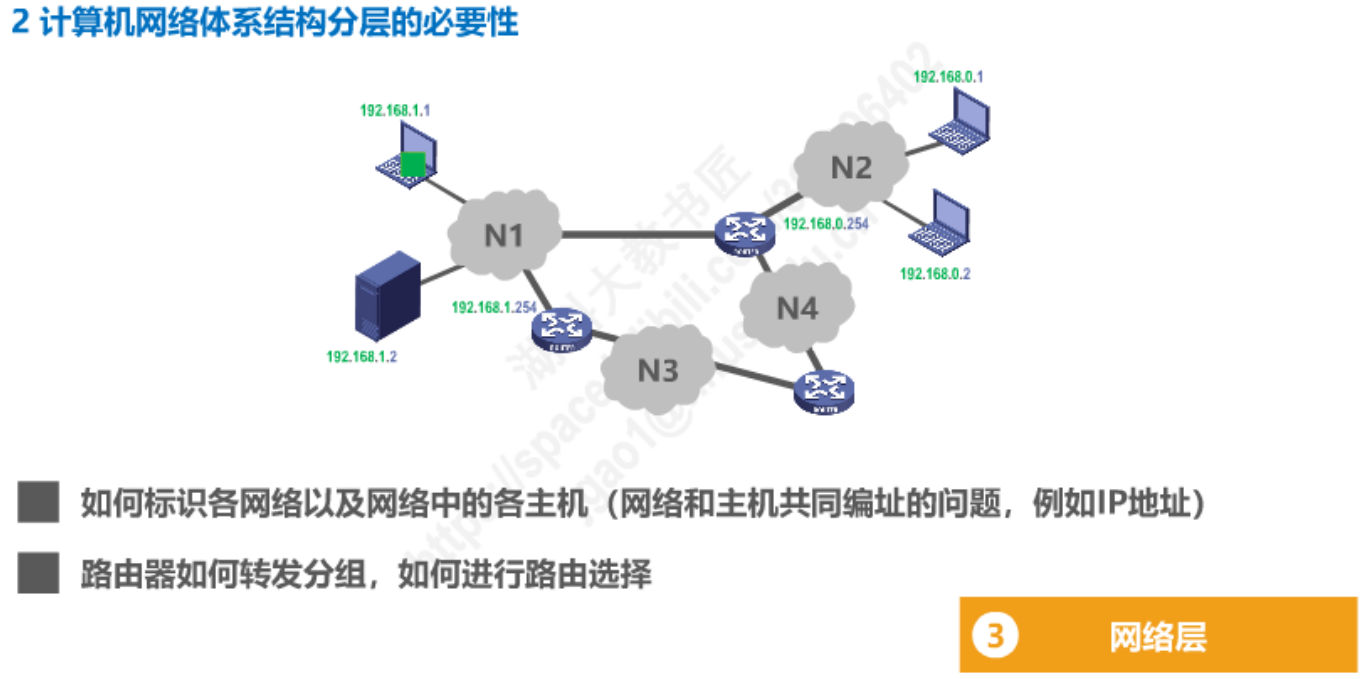 2 计算机网络体系结构分层的必要性
192.168.0.1
192.168.1.1
N2
N1
192.168.0.254
ROUTER
192.168.0.2
192.168.1.254
N4
ROUTER
192.168.1.2
N3
ROUTER
如何标识各网络以及网络中的各主机（网络和主机共同编址的问题，例如IP地址）
路由器如何转发分组，如何进行路由选择
3 网络层